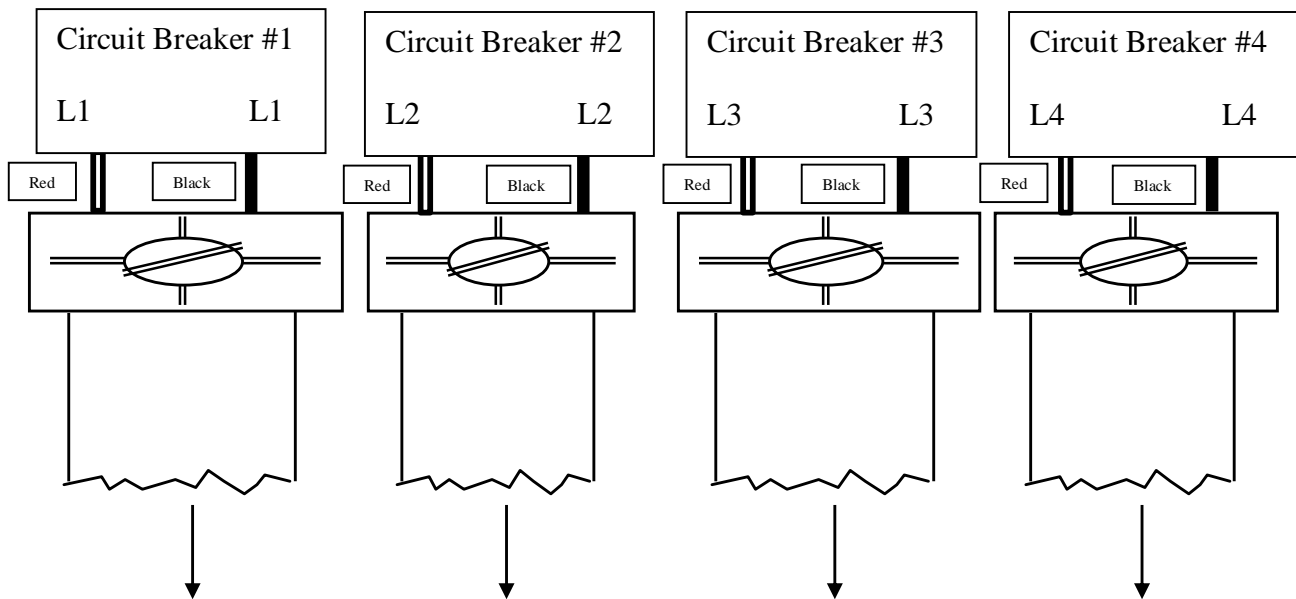 Circuit Breaker #1
L1 L1
Red
Black
Circuit Breaker #2
L2 L2
Red
Black
Circuit Breaker #3
L3 L3
Red
Black
Circuit Breaker #4
L4 L4
Red
Black